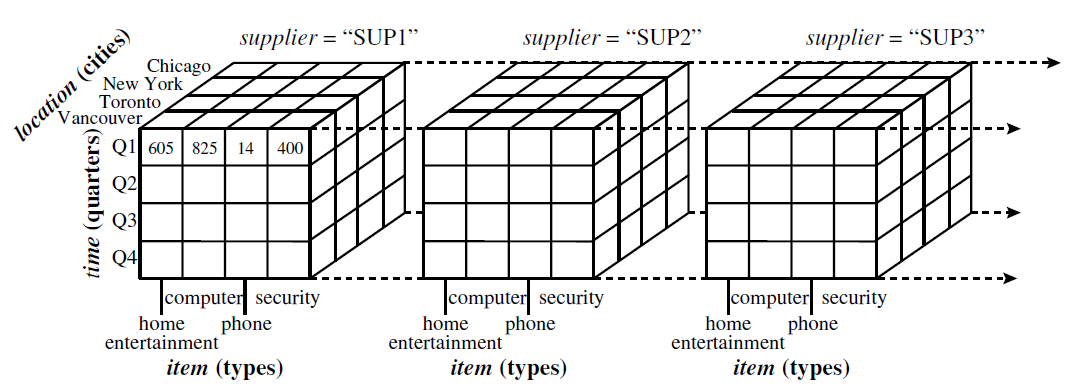 supplier = “SUP1”
supplier = “SUP2”
supplier = “SUP3”
location (cities)
Chicago
New York
Toronto
Vancouver
time (quarters)
Q1 605 825 14 400
Q2
Q3
Q4
computer security
home phone
entertainment
item (types)
computer security
home phone
entertainment
item (types)
computer security
home phone
entertainment
item (types)